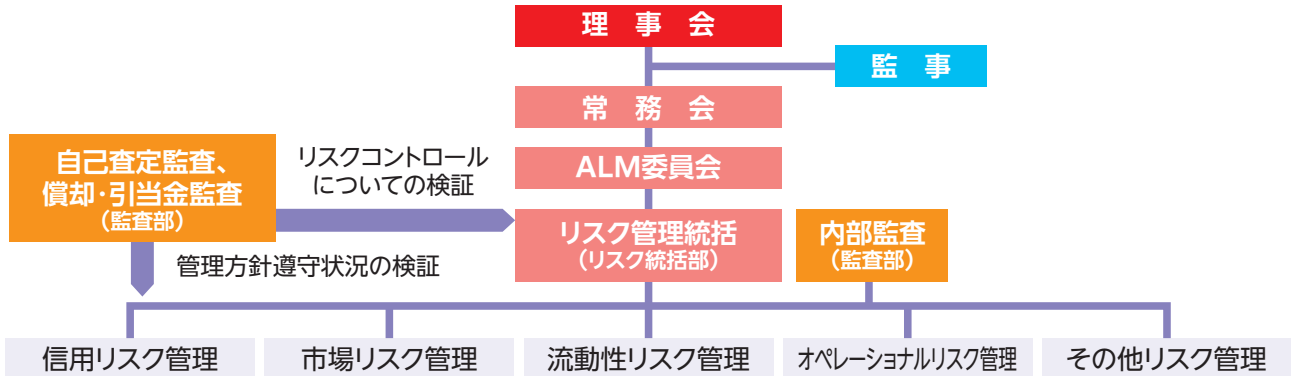 理 事 会
監 事
常 務 会
ALM委員会
自己査定監査、
償却・引当金監査
（監査部）
リスクコントロール
についての検証
リスク管理統括
（リスク統括部）
内部監査
（監査部）
管理方針遵守状況の検証
信用リスク管理
市場リスク管理
流動性リスク管理
オペレーショナルリスク管理
その他リスク管理